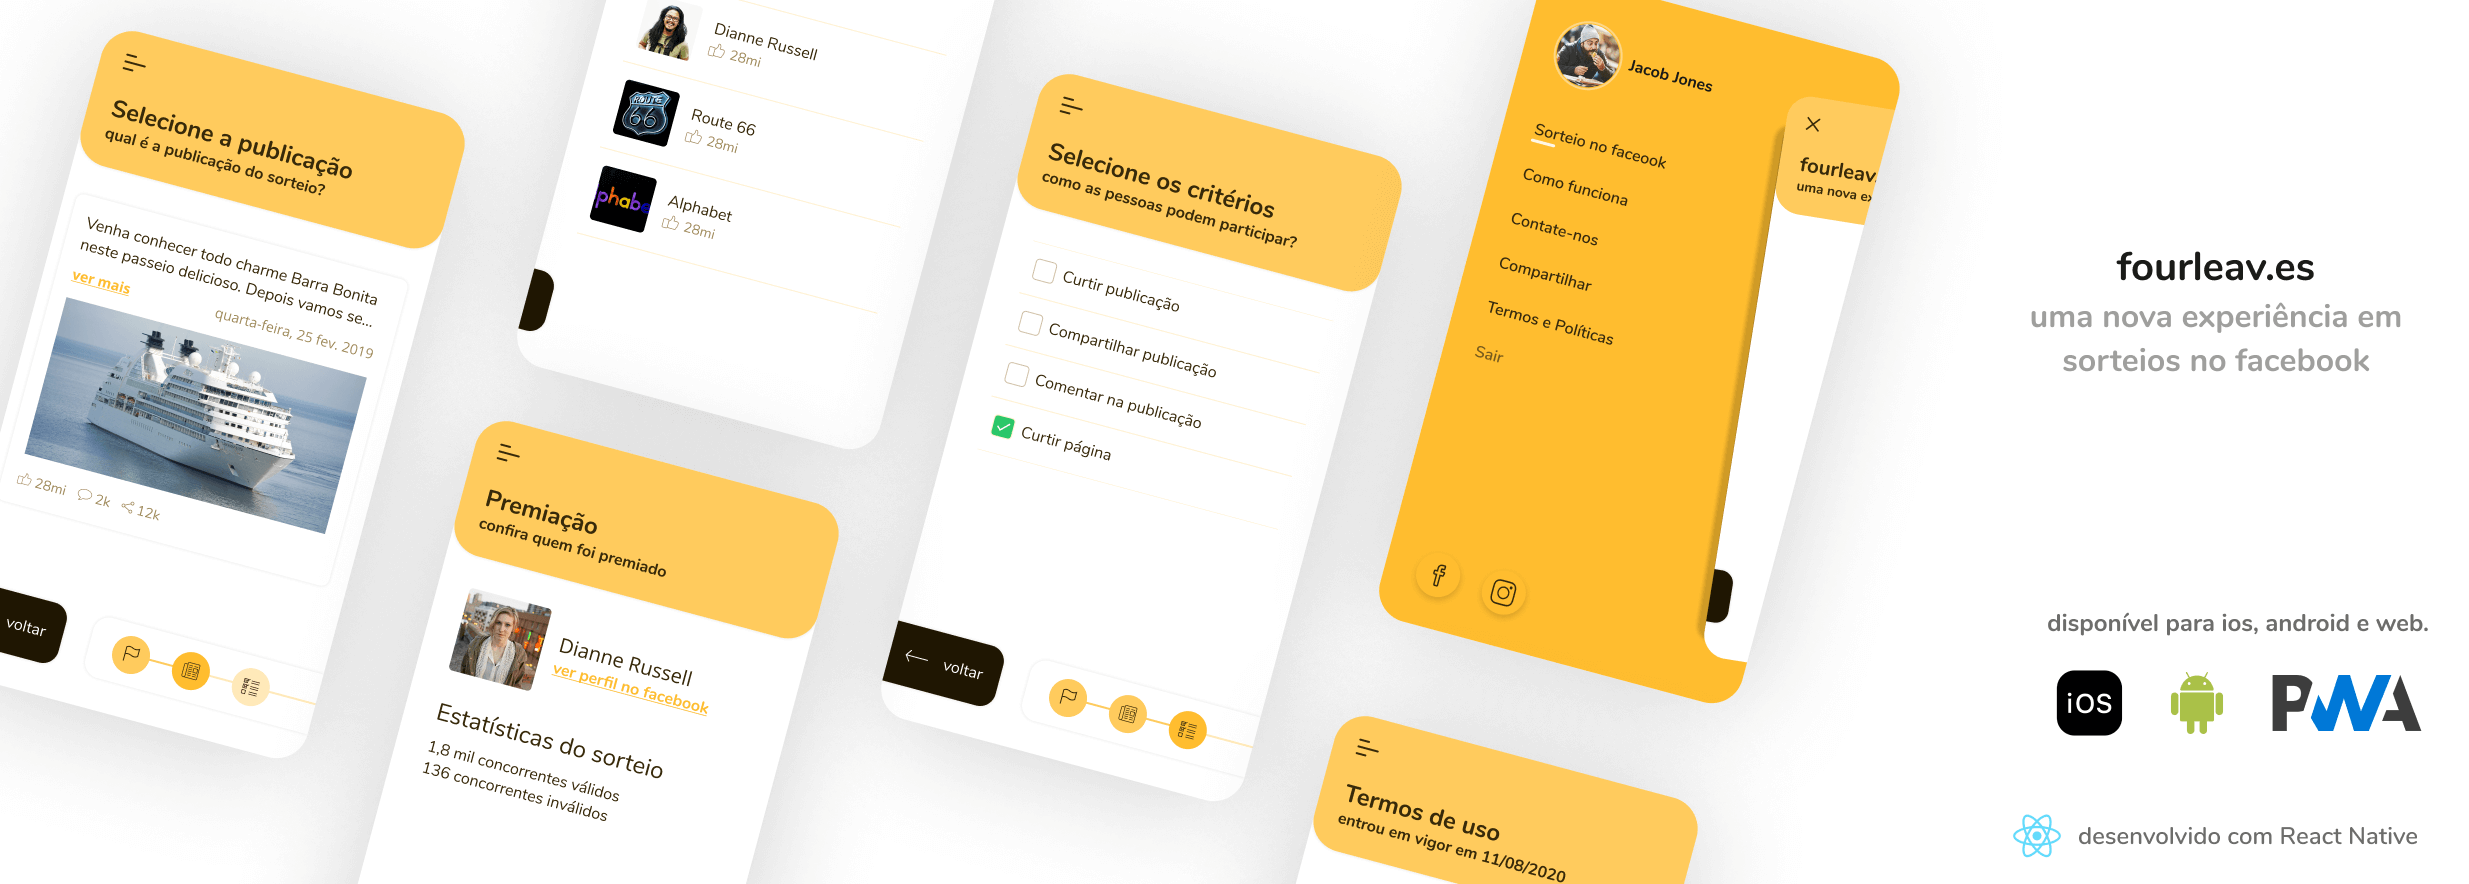 Selecione a publicação
qual é a publicação do sorteio?
Venha conhecer todo charme Barra Bonita
neste passeio delicioso. Depois vamos se...
ver mais
quarta-feira, 25 fev. 2019
28mi 2k 12k
voltar
Dianne Russell
28mi
ROUTE
66
Route 66
28mi
phabe
Alphabet
28mi
Premiação
confira quem foi premiado
Dianne Russell
ver perfil no facebook
Estatísticas do sorteio
1,8 mil concorrentes válidos
136 concorrentes inválidos
Selecione os critérios
como as pessoas podem participar?
Curtir publicação
Compartilhar publicação
Comentar na publicação
Curtir página
voltar
Jacob Jones
Sorteio no faceook
Como funciona
Contate-nos
Compartilhar
Termos e Políticas
Sair
fourleav.
uma nova ex
Termos de uso
entrou em vigor em 11/08/2020
fourleav.es
uma nova experiência em
sorteios no facebook
disponível para ios, android e web.
iOS
PWA
desenvolvido com React Native